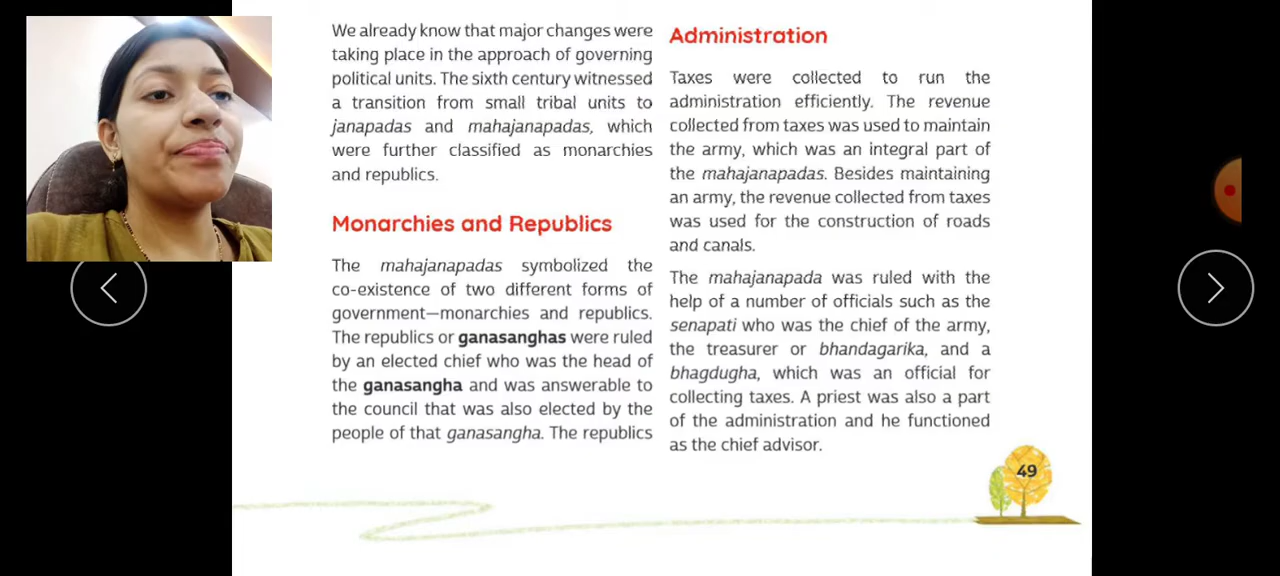 We already know that major changes were
taking place in the approach of governing
political units. The sixth century witnessed
a transition from small tribal units to
janapadas and mahajanapadas, which
were further classified as monarchies
and republics.
Monarchies and Republics
The mahajanapadas symbolized the
co-existence of two different forms of
government—monarchies and republics.
The republics or ganasanghas were ruled
by an elected chief who was the head of
the ganasangha and was answerable to
the council that was also elected by the
people of that ganasangha. The republics
Administration
Taxes were collected to run the
administration efficiently. The revenue
collected from taxes was used to maintain
the army, which was an integral part of
the mahajanapadas. Besides maintaining
an army, the revenue collected from taxes
was used for the construction of roads
and canals.
The mahajanapada was ruled with the
help of a number of officials such as the
senapati who was the chief of the army,
the treasurer or bhandagarika, and a
bhagdugha, which was an official for
collecting taxes. A priest was also a part
of the administration and he functioned
as the chief advisor.
49